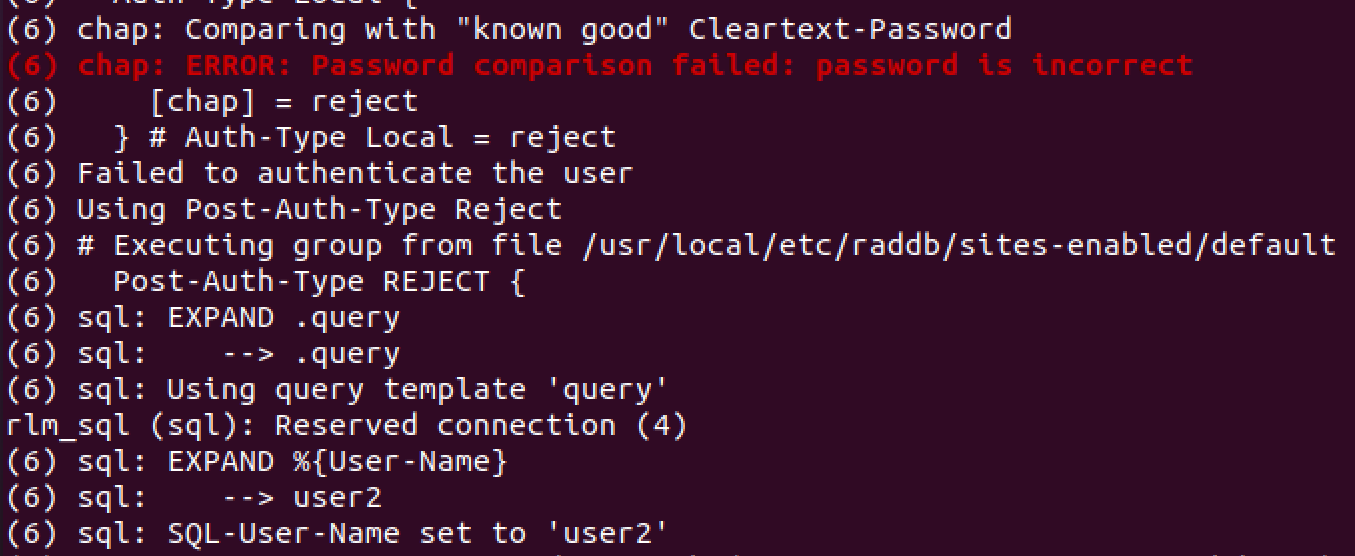 (6) Auth-Type Local {
(6) chap: Comparing with "known good" Cleartext-Password
(6) chap: ERROR: Password comparison failed: password is incorrect
(6)     [chap] = reject
(6)   } # Auth-Type Local = reject
(6) Failed to authenticate the user
(6) Using Post-Auth-Type Reject
(6) # Executing group from file /usr/local/etc/raddb/sites-enabled/default
(6)   Post-Auth-Type REJECT {
(6) sql: EXPAND .query
(6) sql:    --> .query
(6) sql: Using query template 'query'
rlm_sql (sql): Reserved connection (4)
(6) sql: EXPAND %{User-Name}
(6) sql:    --> user2
(6) sql: SQL-User-Name set to 'user2'